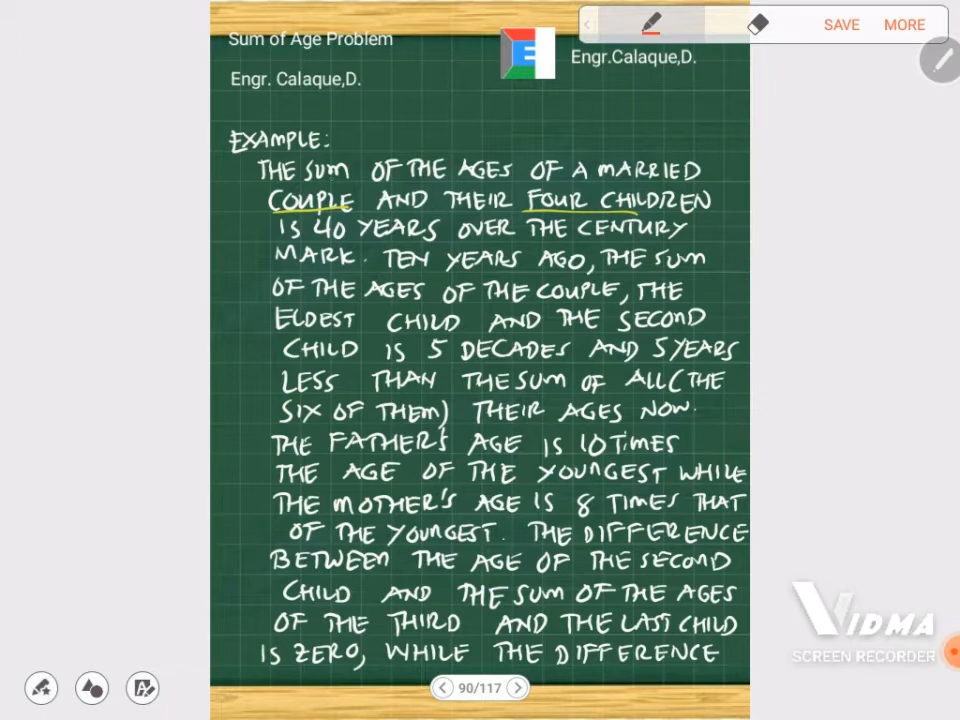 Sum of Age Problem
Engr. Calaque,D.
E
Engr.Calaque,D.
SAVE
MORE
EXAMPLE:
THE SUM OF THE AGES OF A MARRIED
COUPLE AND THEIR FOUR CHILDREN
IS 40 YEARS OVER THE CENTURY
MARK. TEN YEARS AGO, THE SUM
OF THE AGES OF THE COUPLE, THE
ELDEST CHILD AND THE SECOND
CHILD IS 5 DECADES AND 5 YEARS
LESS THAN THE SUM OF ALL (THE
SIX OF THEM) THEIR AGES NOW.
THE FATHER'S AGE IS 10 TIMES
THE AGE OF THE YOUNGEST WHILE
THE MOTHER'S AGE IS 8 TIMES THAT
OF THE YOUNGEST. THE DIFFERENCE
BETWEEN THE AGE OF THE SECOND
CHILD AND THE SUM OF THE AGES
OF THE THIRD AND THE LAST CHILD
IS ZERO, WHILE THE DIFFERENCE
90/117
VIDMA
SCREEN RECORDER